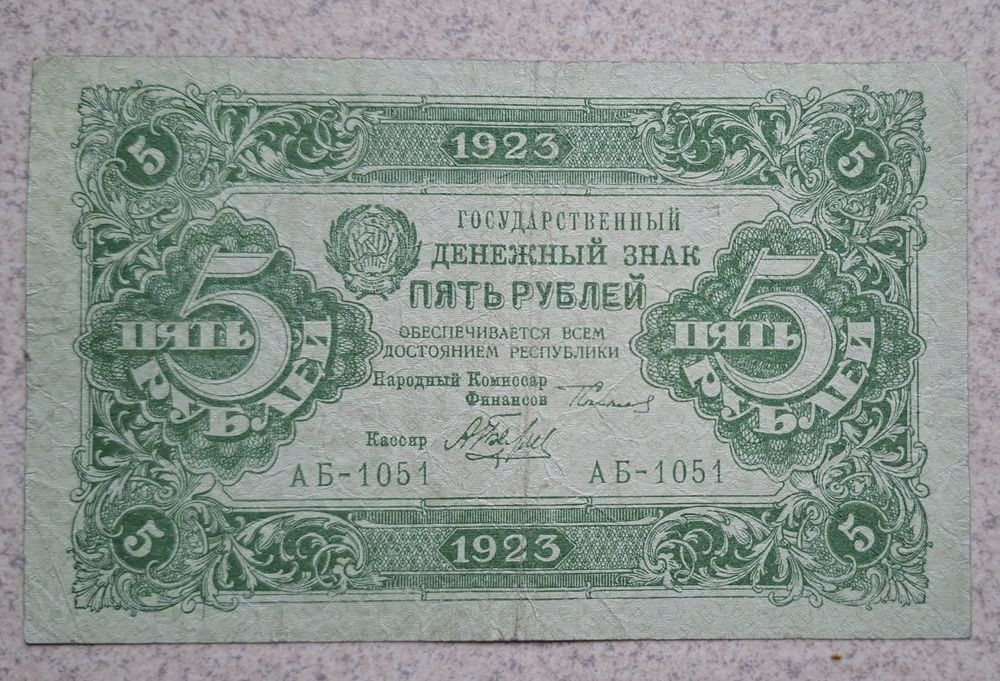 5 1923 5
ГОСУДАРСТВЕННЫЙ
ДЕНЕЖНЫЙ ЗНАК
ПЯТЬ РУБЛЕЙ
ОБЕСПЕЧИВАЕТСЯ ВСЕМ
ДОСТОЯНИЕМ РЕСПУБЛИКИ
5 ПЯТЬ РУБЛЕЙ
5 ПЯТЬ РУБЛЕЙ
Народный Комиссар
Финансов
Кассир
АБ-1051 АБ-1051
5 1923 5